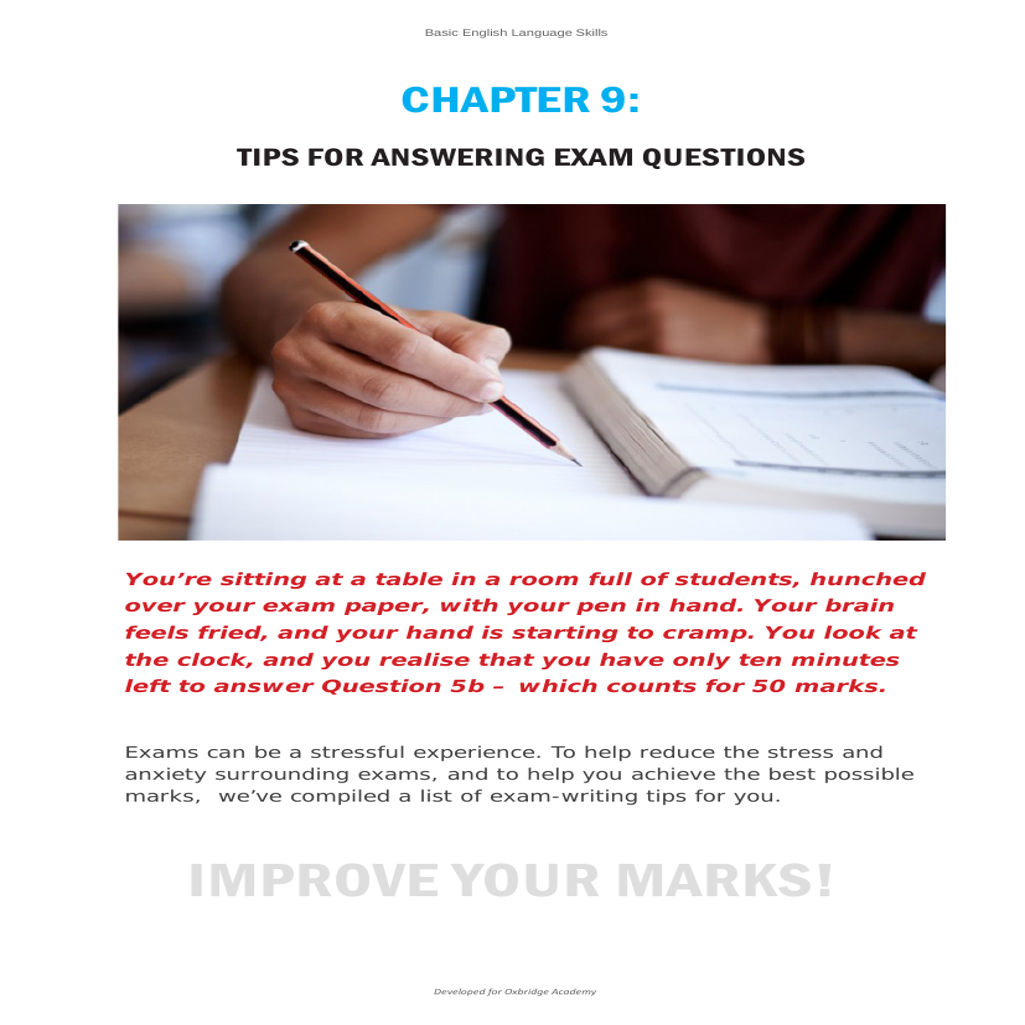 Basic English Language Skills
CHAPTER 9:
TIPS FOR ANSWERING EXAM QUESTIONS
You’re sitting at a table in a room full of students, hunched
over your exam paper, with your pen in hand. Your brain
feels fried, and your hand is starting to cramp. You look at
the clock, and you realise that you have only ten minutes
left to answer Question 5b – which counts for 50 marks.
Exams can be a stressful experience. To help reduce the stress and
anxiety surrounding exams, and to help you achieve the best possible
marks,  we’ve compiled a list of exam-writing tips for you.
IMPROVE YOUR MARKS!
Developed for Oxbridge Academy